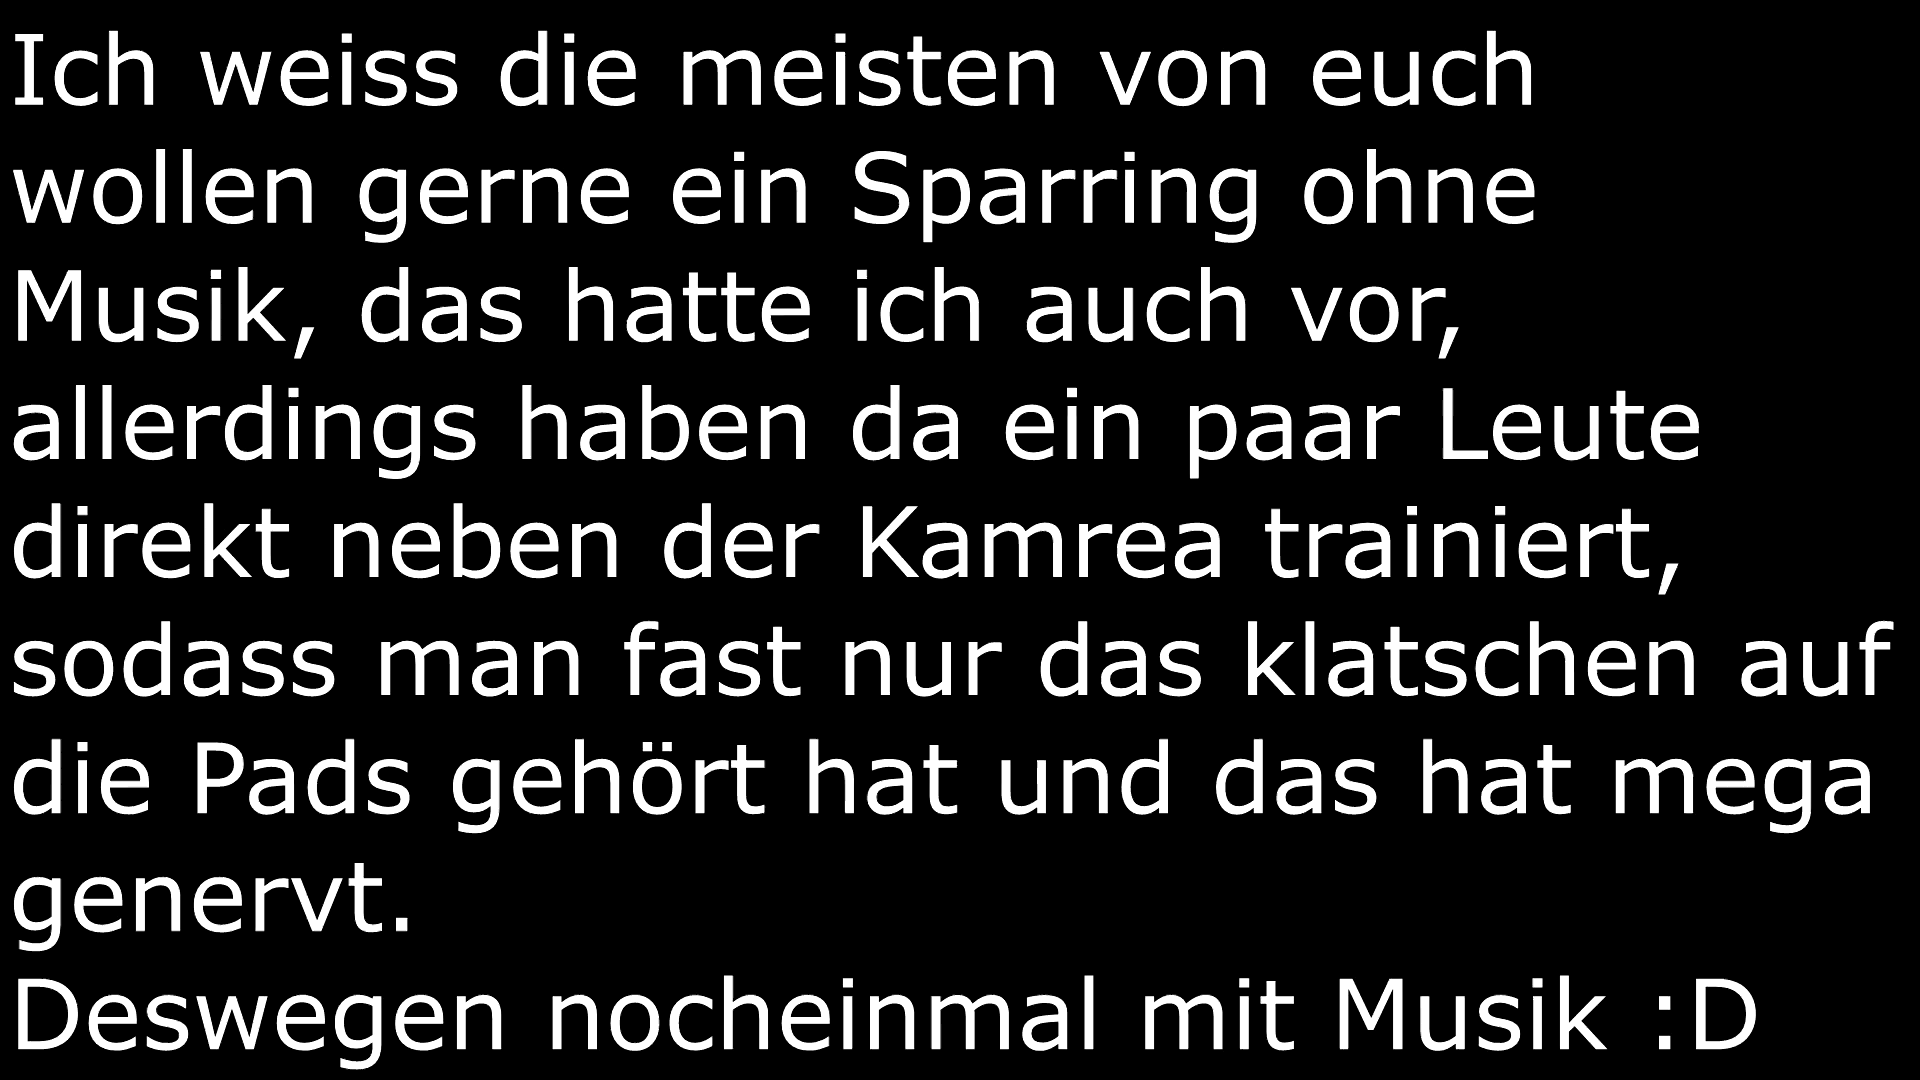 Ich weiss die meisten von euch
wollen gerne ein Sparring ohne
Musik, das hatte ich auch vor,
allerdings haben da ein paar Leute
direkt neben der Kamrea trainiert,
sodass man fast nur das klatschen auf
die Pads gehört hat und das hat mega
genervt.
Deswegen nocheinmal mit Musik :D